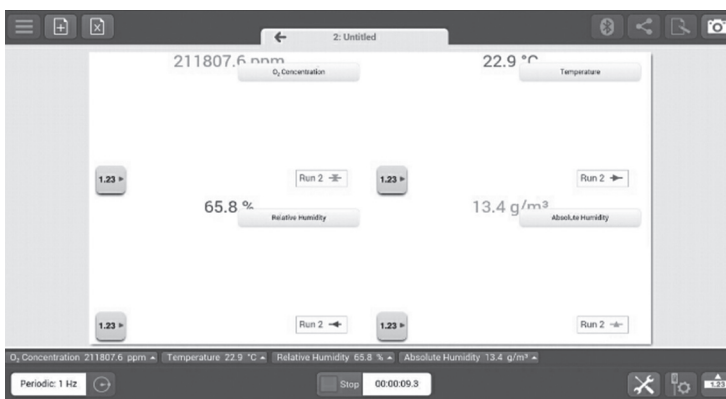 2: Untitled
211807.6 ppm
O₂ Concentration
22.9 °C
Temperature
1.23
Run 2
1.23
Run 2
65.8 %
Relative Humidity
13.4 g/m³
Absolute Humidity
1.23
Run 2
1.23
Run 2
O₂ Concentration 211807.6 ppm Temperature 22.9 °C Relative Humidity 65.8 % Absolute Humidity 13.4 g/m³
Periodic: 1 Hz Stop 00:00:09.3 1.23